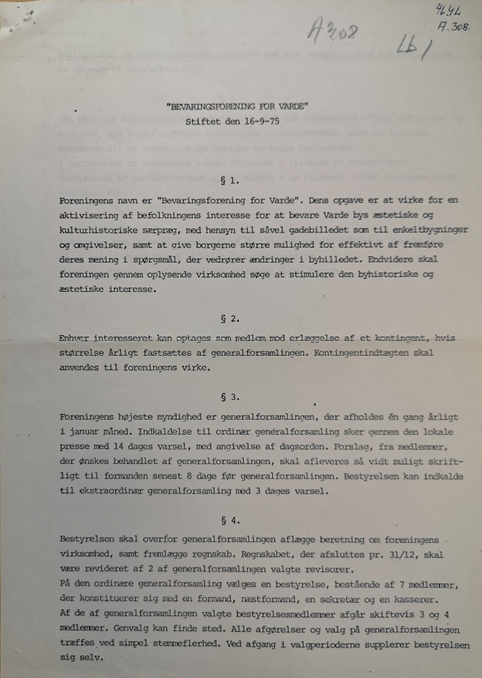 96.4L
A 308
A.308.
Lb 1
"BEVARINGSFORENING FOR VARDE"
Stiftet den 16-9-75
§ 1.
Foreningens navn er "Bevaringsforening for Varde". Dens opgave er at virke for en
aktivisering af befolkningens interesse for at bevare Varde bys æstetiske og
kulturhistoriske særpræg, med hensyn til såvel gadebilledet som til enkeltbygninger
og omgivelser, samt at give borgerne større mulighed for effektivt af fremføre
deres mening i spørgsmål, der vedrører ændringer i bybilledet. Endvidere skal
foreningen gennem oplysende virksomhed søge at stimulere den byhistoriske og
æstetiske interesse.
§ 2.
Enhver interesseret kan optages som medlem mod erlæggelse af et kontingent, hvis
størrelse årligt fastsættes af generalforsamlingen. Kontingentindtægten skal
anvendes til foreningens virke.
§ 3.
Foreningens højeste myndighed er generalforsamlingen, der afholdes én gang årligt
i januar måned. Indkaldelse til ordinær generalforsamling sker gennem den lokale
presse med 14 dages varsel, med angivelse af dagsorden. Forslag, fra medlemmer,
der ønskes behandlet af generalforsamlingen, skal afleveres så vidt muligt skrift-
ligt til formanden senest 8 dage før generalforsamlingen. Bestyrelsen kan indkalde
til ekstraordinær generalforsamling med 3 dages varsel.
§ 4.
Bestyrelsen skal overfor generalforsamlingen aflægge beretning om foreningens
virksomhed, samt fremlægge regnskab. Regnskabet, der afsluttes pr. 31/12, skal
være revideret af 2 af generalforsamlingen valgte revisorer.
På den ordinære generalforsamling vælges en bestyrelse, bestående af 7 medlemmer,
der konstituerer sig med en formand, næstformand, en sekretær og en kasserer.
Af de af generalforsamlingen valgte bestyrelsesmedlemmer afgår skiftevis 3 og 4
medlemmer. Genvalg kan finde sted. Alle afgørelser og valg på generalforsamlingen
træffes ved simpel stemmeflerhed. Ved afgang i valgperioderne supplerer bestyrelsen
sig selv.